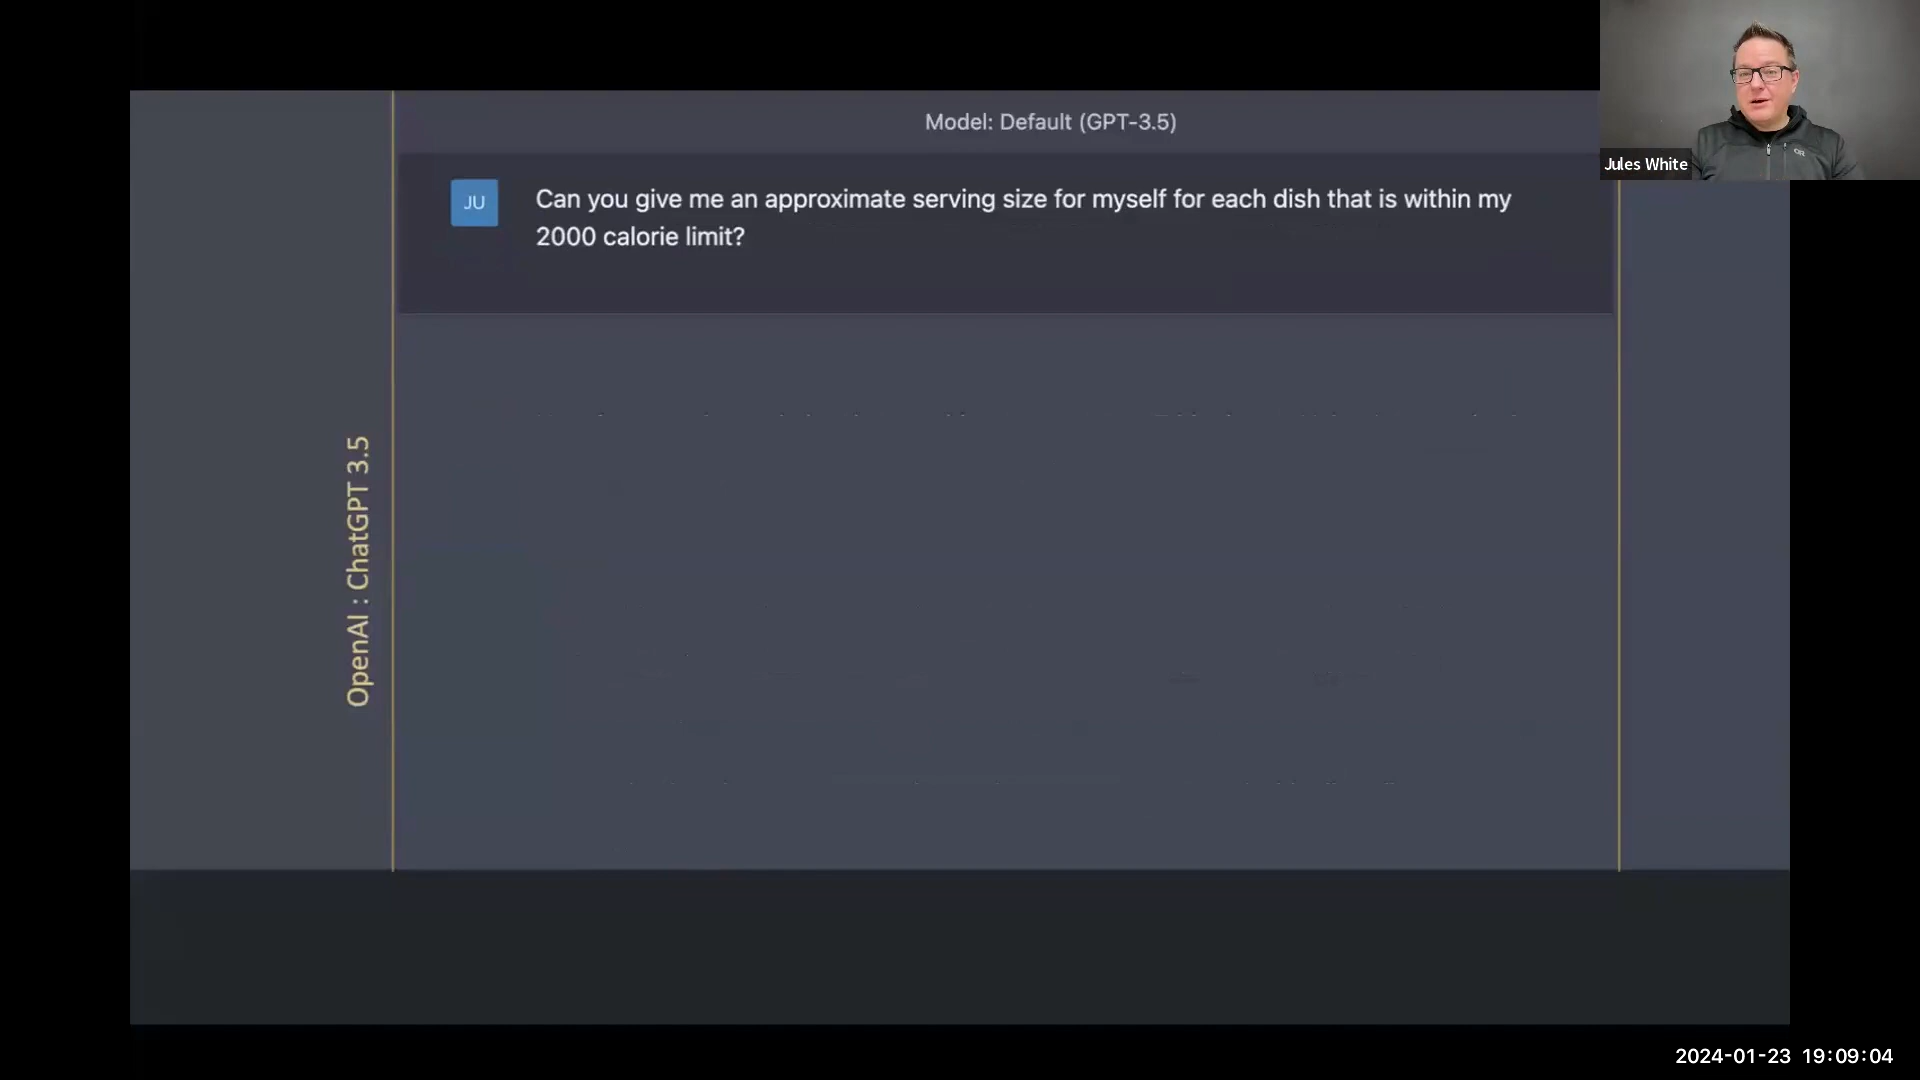 Model: Default (GPT-3.5)
JU
Can you give me an approximate serving size for myself for each dish that is within my
2000 calorie limit?
OpenAI : ChatGPT 3.5
OR
Jules White
2024-01-23 19:09:04